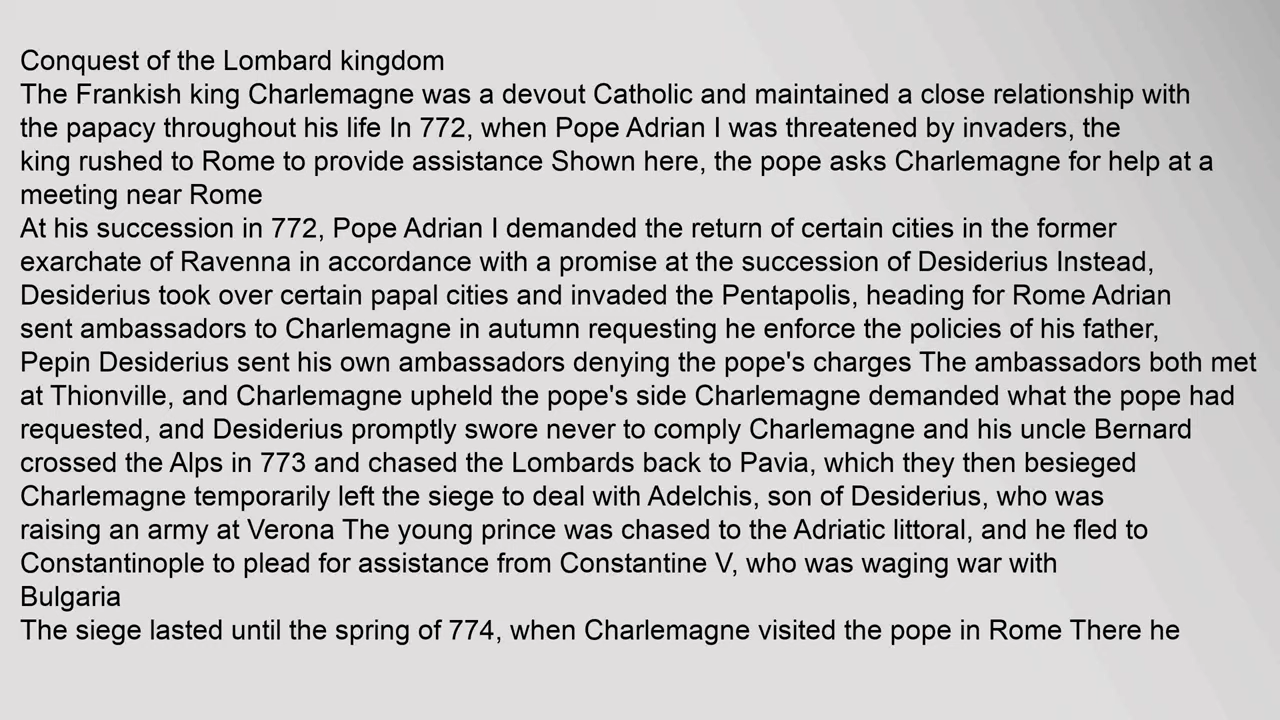 Conquest of the Lombard kingdom
The Frankish king Charlemagne was a devout Catholic and maintained a close relationship with
the papacy throughout his life In 772, when Pope Adrian I was threatened by invaders, the
king rushed to Rome to provide assistance Shown here, the pope asks Charlemagne for help at a
meeting near Rome
At his succession in 772, Pope Adrian I demanded the return of certain cities in the former
exarchate of Ravenna in accordance with a promise at the succession of Desiderius Instead,
Desiderius took over certain papal cities and invaded the Pentapolis, heading for Rome Adrian
sent ambassadors to Charlemagne in autumn requesting he enforce the policies of his father,
Pepin Desiderius sent his own ambassadors denying the pope's charges The ambassadors both met
at Thionville, and Charlemagne upheld the pope's side Charlemagne demanded what the pope had
requested, and Desiderius promptly swore never to comply Charlemagne and his uncle Bernard
crossed the Alps in 773 and chased the Lombards back to Pavia, which they then besieged
Charlemagne temporarily left the siege to deal with Adelchis, son of Desiderius, who was
raising an army at Verona The young prince was chased to the Adriatic littoral, and he fled to
Constantinople to plead for assistance from Constantine V, who was waging war with
Bulgaria
The siege lasted until the spring of 774, when Charlemagne visited the pope in Rome There he